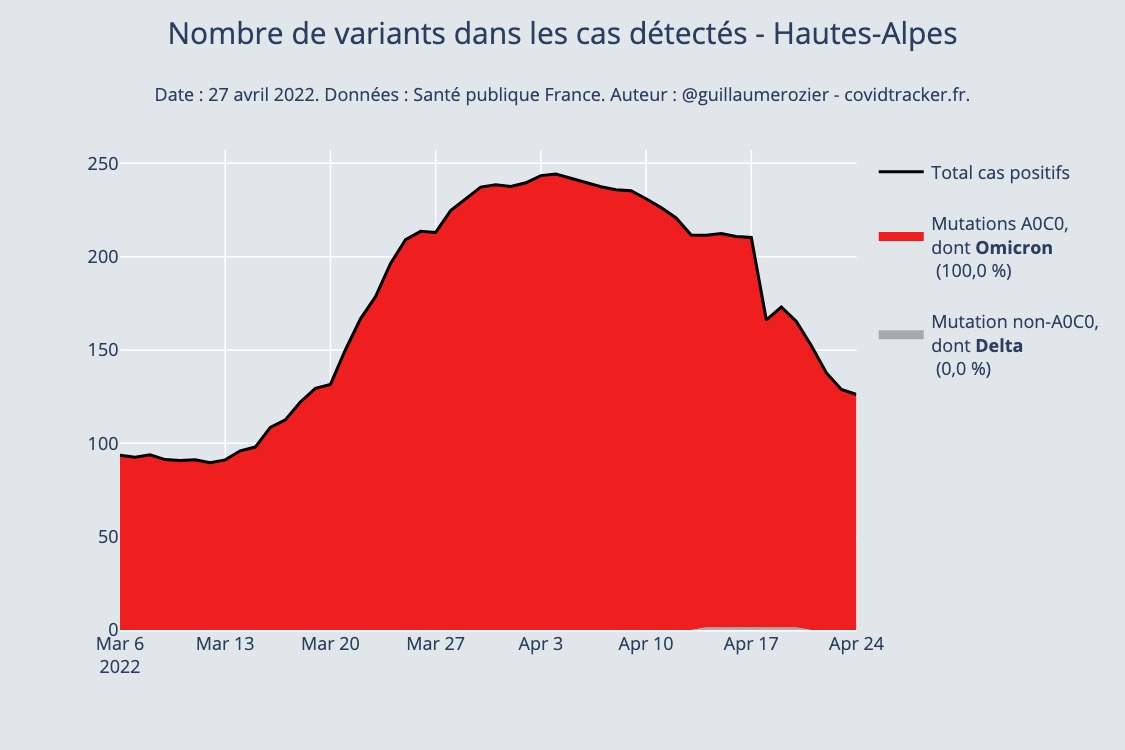 Nombre de variants dans les cas détectés - Hautes-Alpes
Date : 27 avril 2022. Données : Santé publique France. Auteur : @guillaumerozier - covidtracker.fr.
250
200
150
100
50
0
Mar 6
2022
Mar 13
Mar 20
Mar 27
Apr 3
Apr 10
Apr 17
Apr 24
Total cas positifs
Mutations A0C0,
dont Omicron
(100,0 %)
Mutation non-A0C0,
dont Delta
(0,0 %)